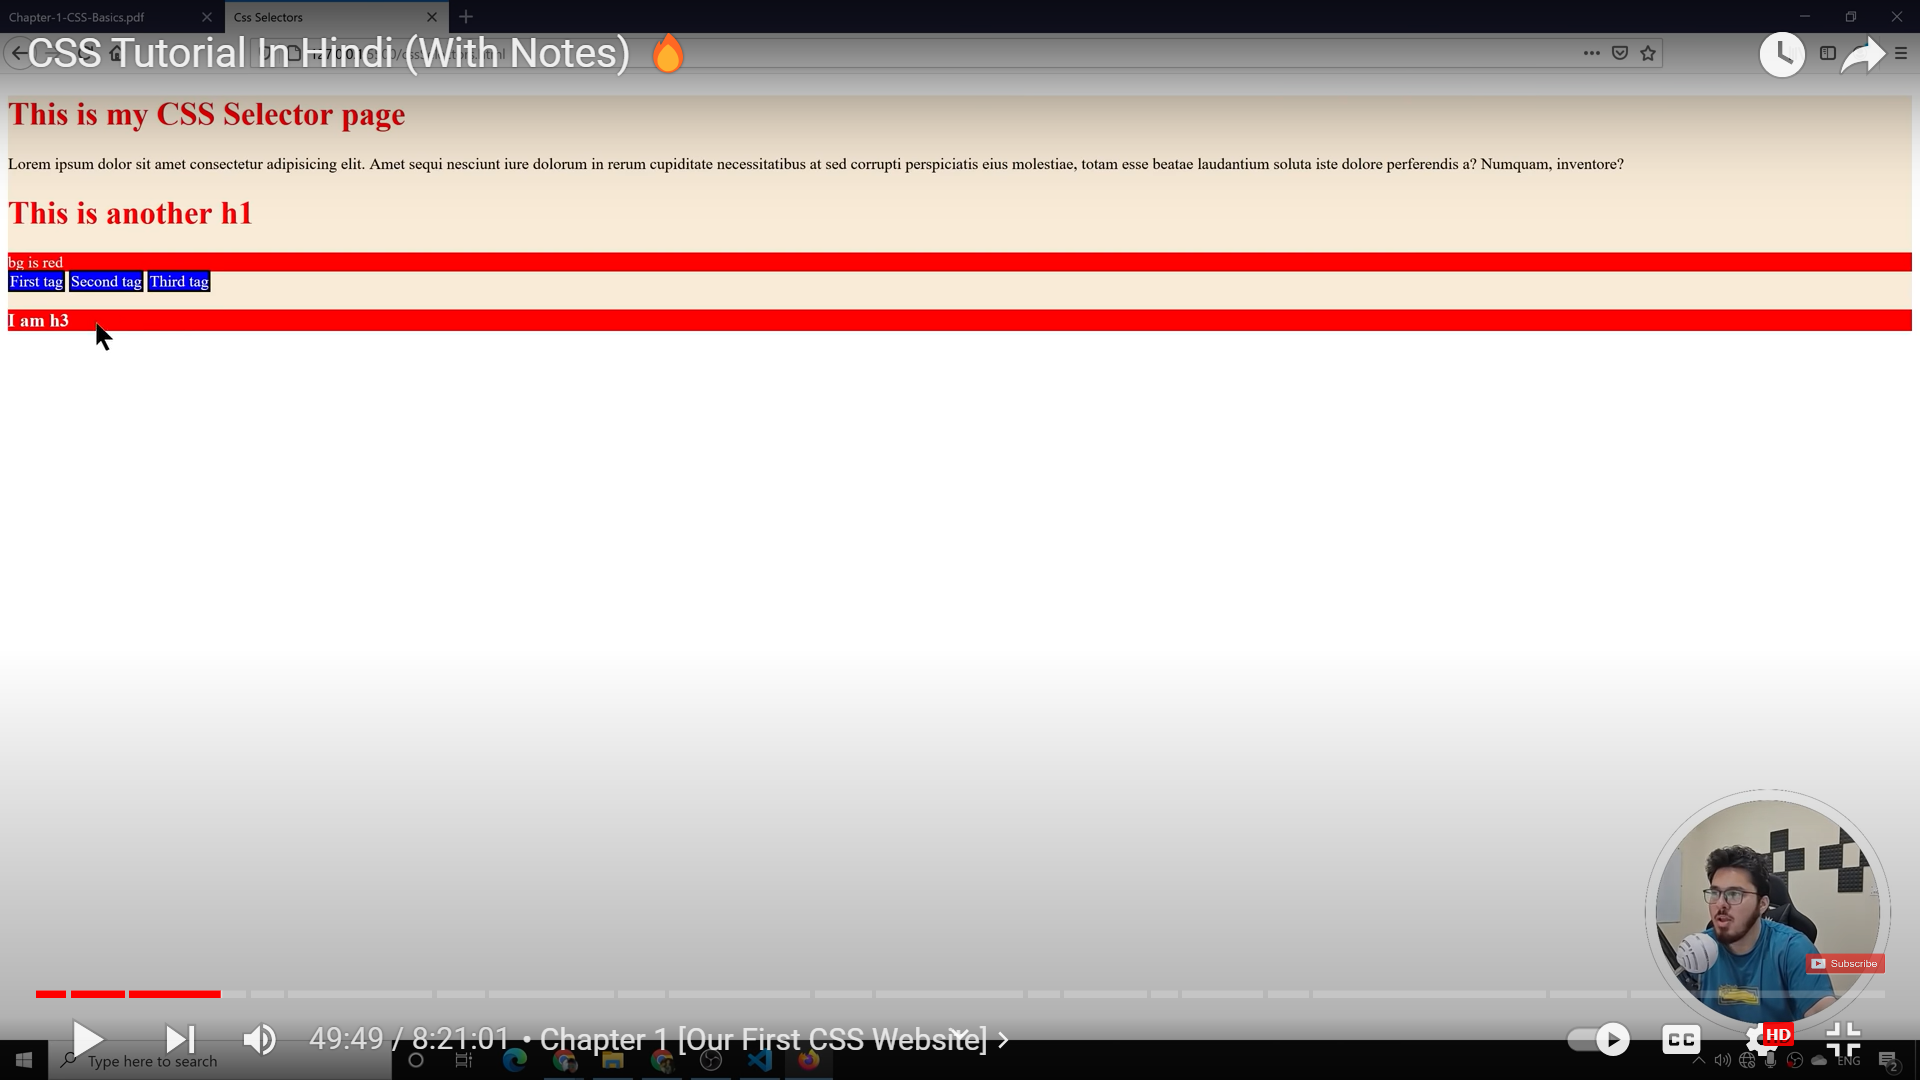 Chapter-1-CSS-Basics.pdf
Css Selectors
CSS Tutorial In Hindi (With Notes) 🔥
This is my CSS Selector page
Lorem ipsum dolor sit amet consectetur adipisicing elit. Amet sequi nesciunt iure dolorum in rerum cupiditate necessitatibus at sed corrupti perspiciatis eius molestiae, totam esse beatae laudantium soluta iste dolore perferendis a? Numquam, inventore?
This is another h1
bg is red
First tag Second tag Third tag
I am h3
Subscribe
49:49 / 8:21:01 • Chapter 1 [Our First CSS Website]
CC HD
Type here to search
ENG
2